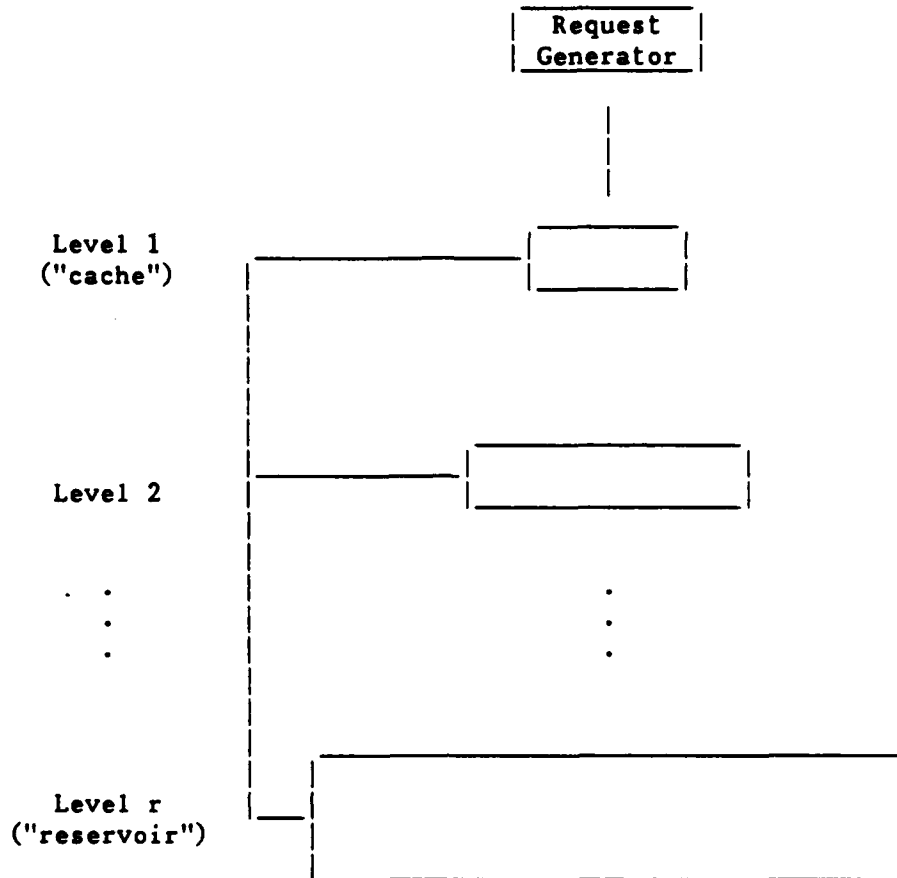 Request
Generator
Level 1
("cache")
Level 2
Level r
("reservoir")